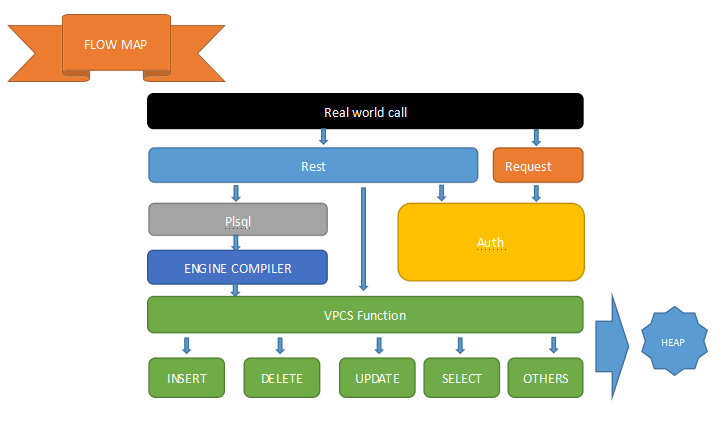 FLOW MAP
Real world call
Rest
Request
Plsql
Auth
ENGINE COMPILER
VPCS Function
HEAP
INSERT
DELETE
UPDATE
SELECT
OTHERS